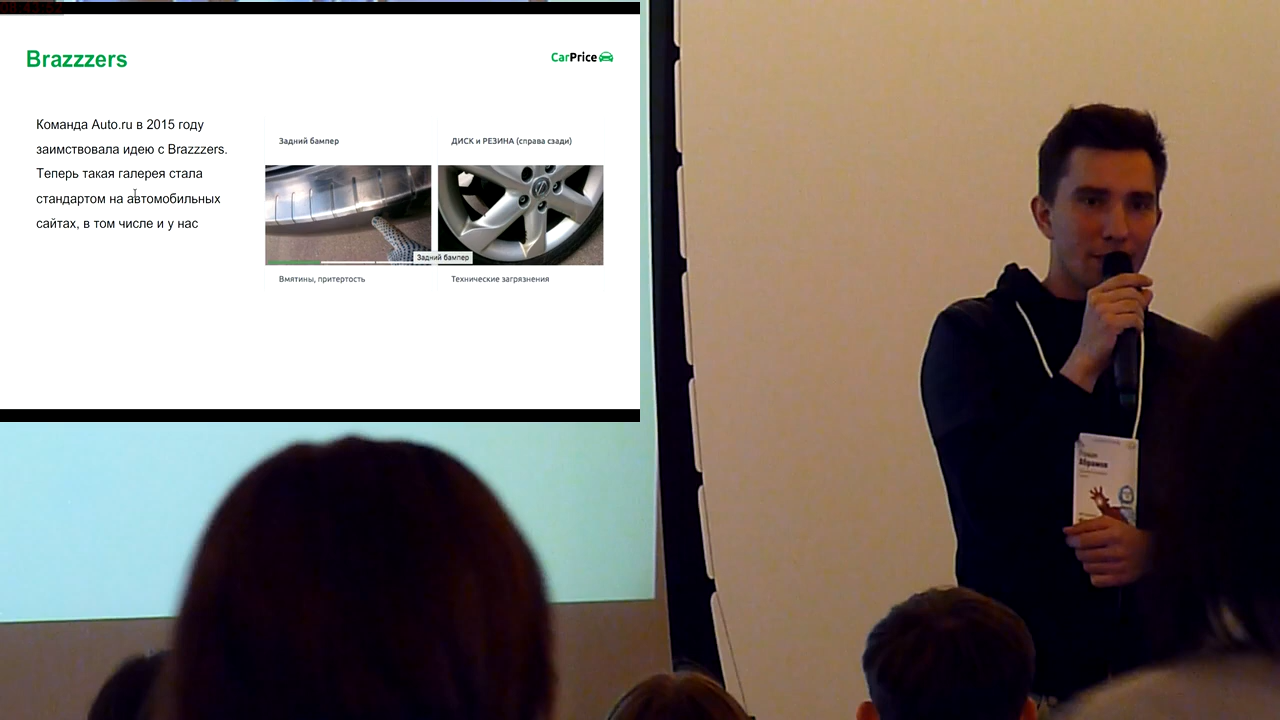 Brazzzers
CarPrice
Команда Auto.ru в 2015 году
заимствовала идею с Brazzzers.
Теперь такая галерея стала
стандартом на автомобильных
сайтах, в том числе и у нас
Задний бампер
ДИСК и РЕЗИНА (справа сзади)
Задний бампер
Вмятины, притертость
Технические загрязнения
Абрамов